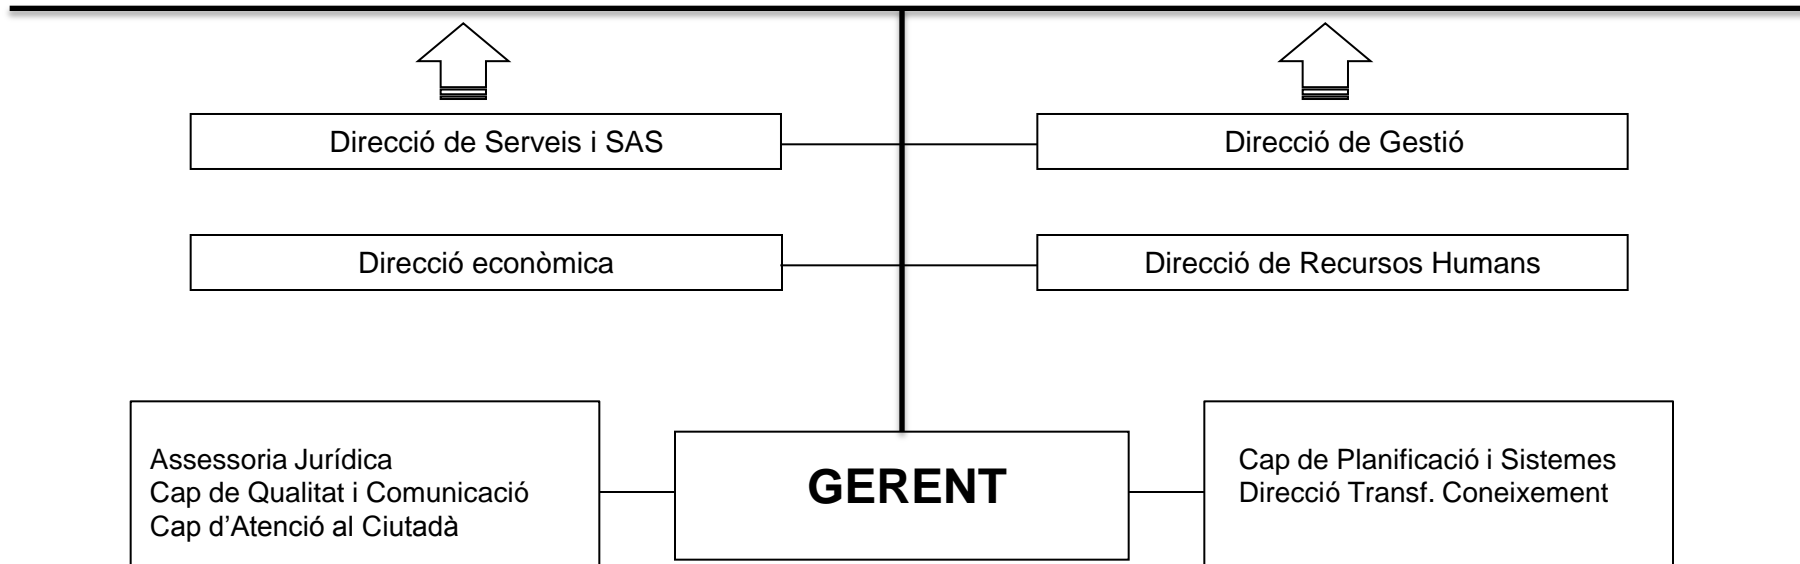 Direcció de Serveis i SAS
Direcció de Gestió
Direcció econòmica
Direcció de Recursos Humans
Assessoria Jurídica
Cap de Qualitat i Comunicació
Cap d’Atenció al Ciutadà
GERENT
Cap de Planificació i Sistemes
Direcció Transf. Coneixement